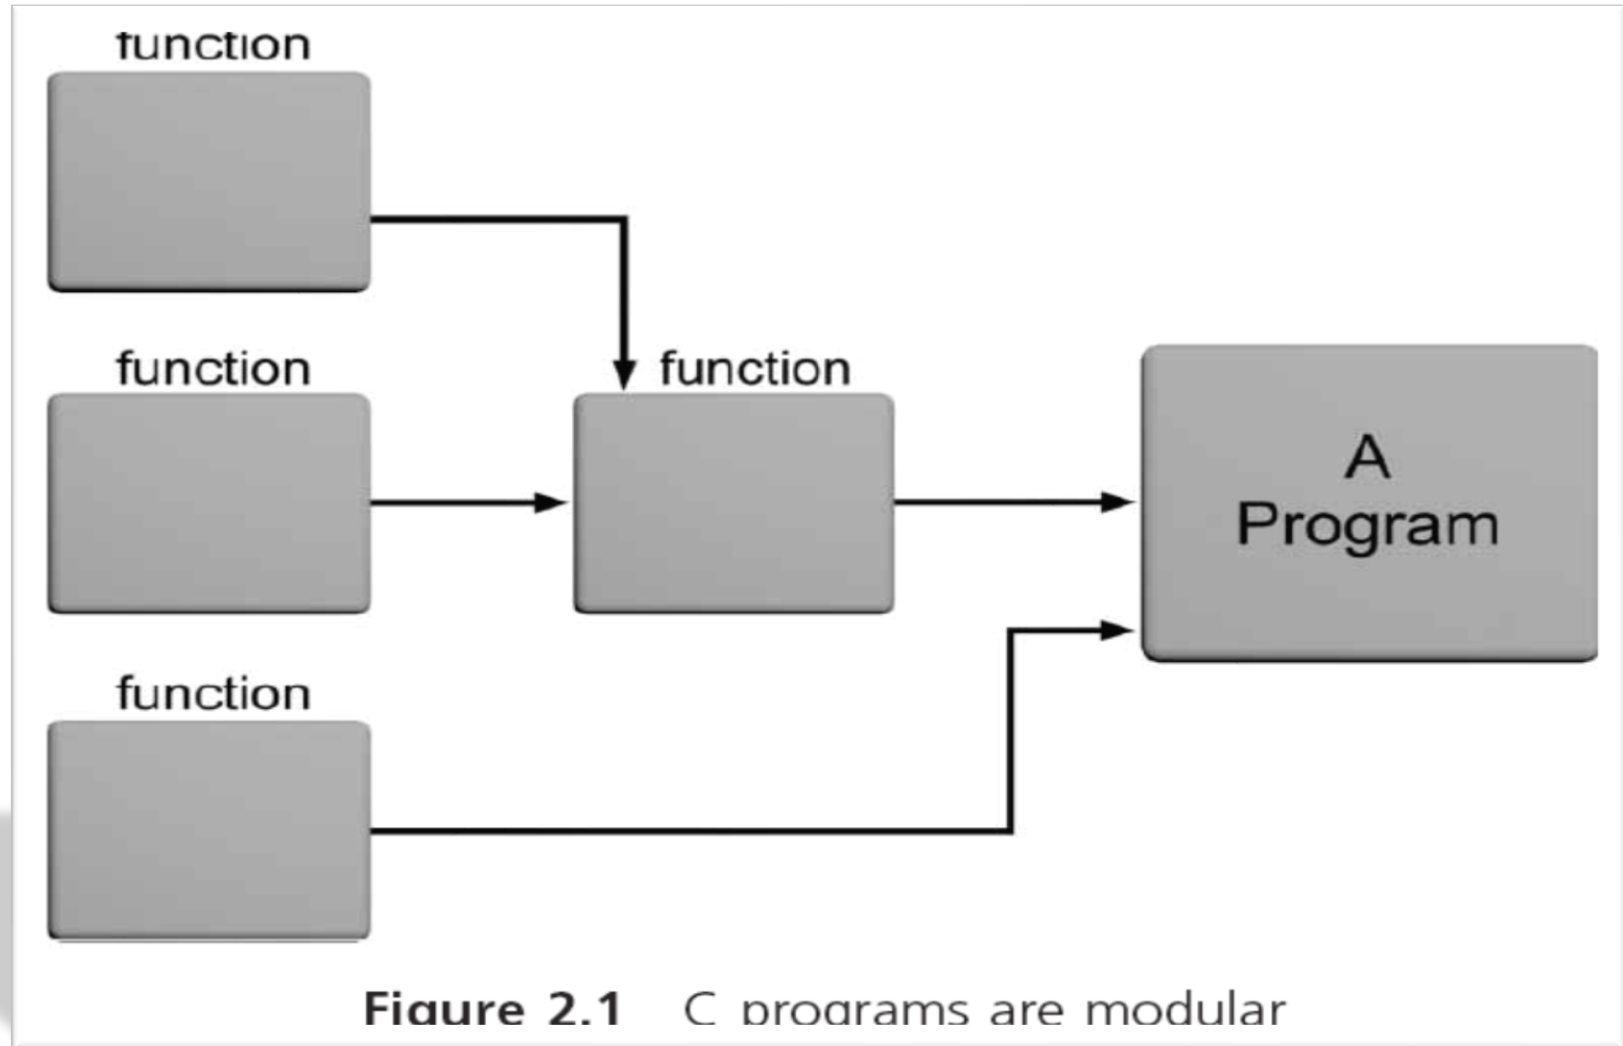 function
function
function
A
Program
function
Figure 2.1 C programs are modular